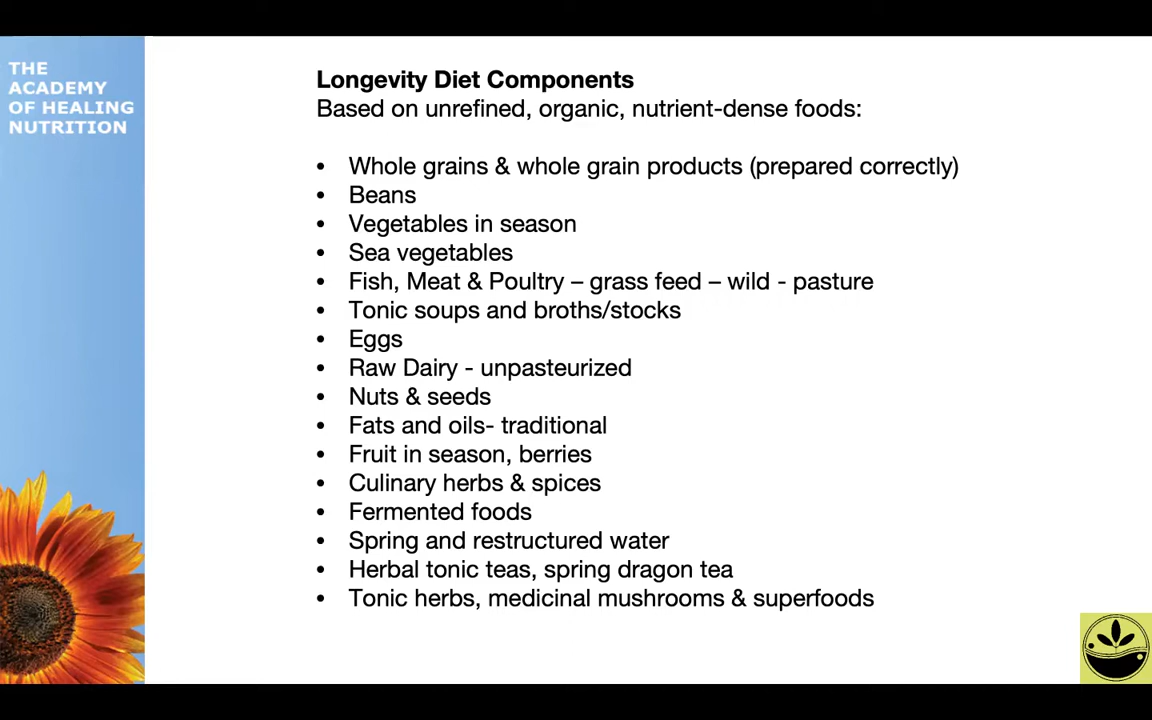 THE
ACADEMY
OF HEALING
NUTRITION
Longevity Diet Components
Based on unrefined, organic, nutrient-dense foods:
• Whole grains & whole grain products (prepared correctly)
• Beans
• Vegetables in season
• Sea vegetables
• Fish, Meat & Poultry – grass feed – wild - pasture
• Tonic soups and broths/stocks
• Eggs
• Raw Dairy - unpasteurized
• Nuts & seeds
• Fats and oils- traditional
• Fruit in season, berries
• Culinary herbs & spices
• Fermented foods
• Spring and restructured water
• Herbal tonic teas, spring dragon tea
• Tonic herbs, medicinal mushrooms & superfoods